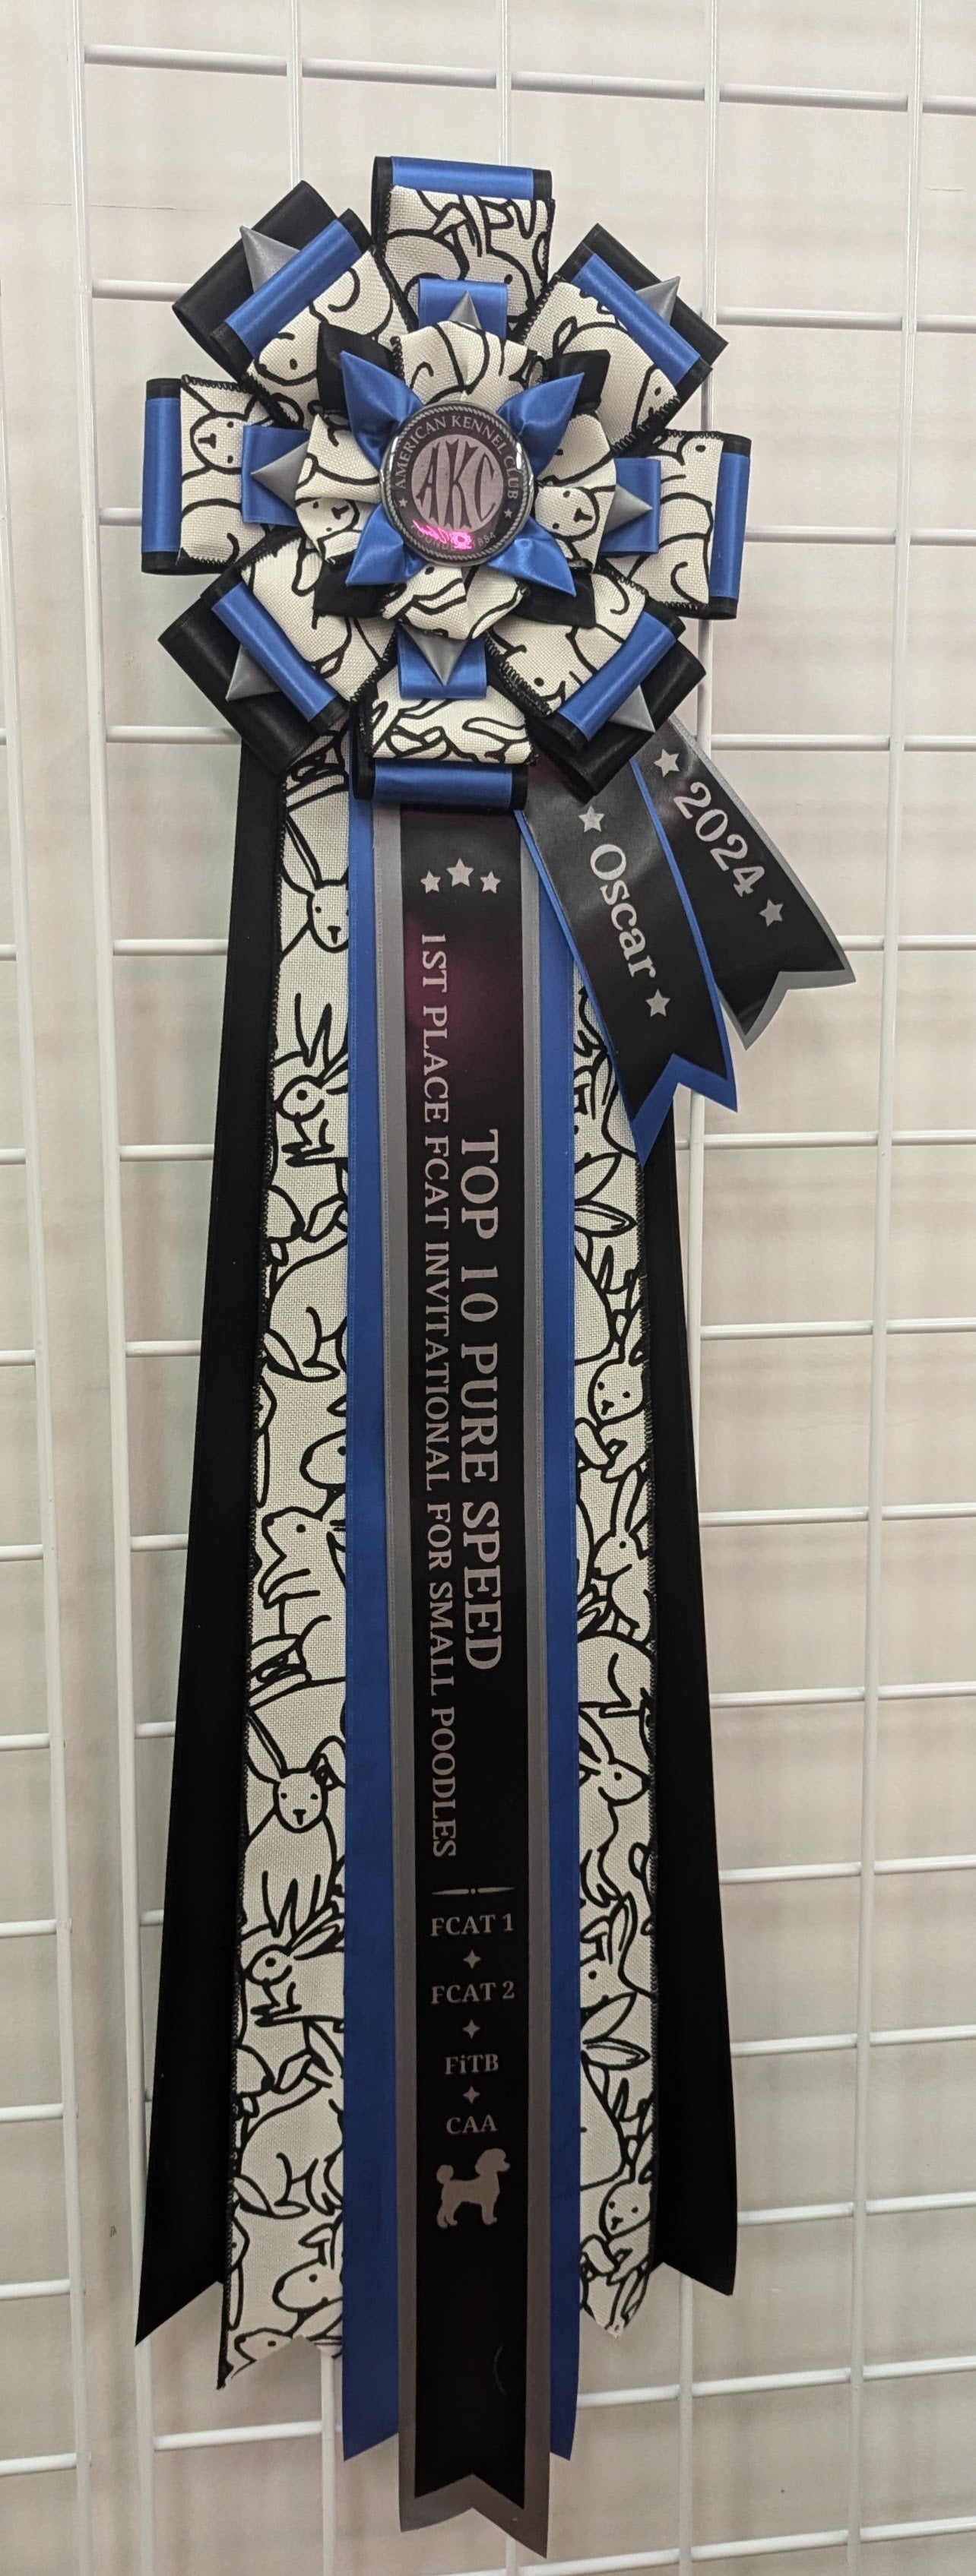 AMERICAN KENNEL CLUB
AKC
★ 2024 ★
★ Oscar ★
TOP 10 PURE SPEED
1ST PLACE FCAT INVITATIONAL FOR SMALL POODLES
FCAT 1
FCAT 2
FiTB
CAA